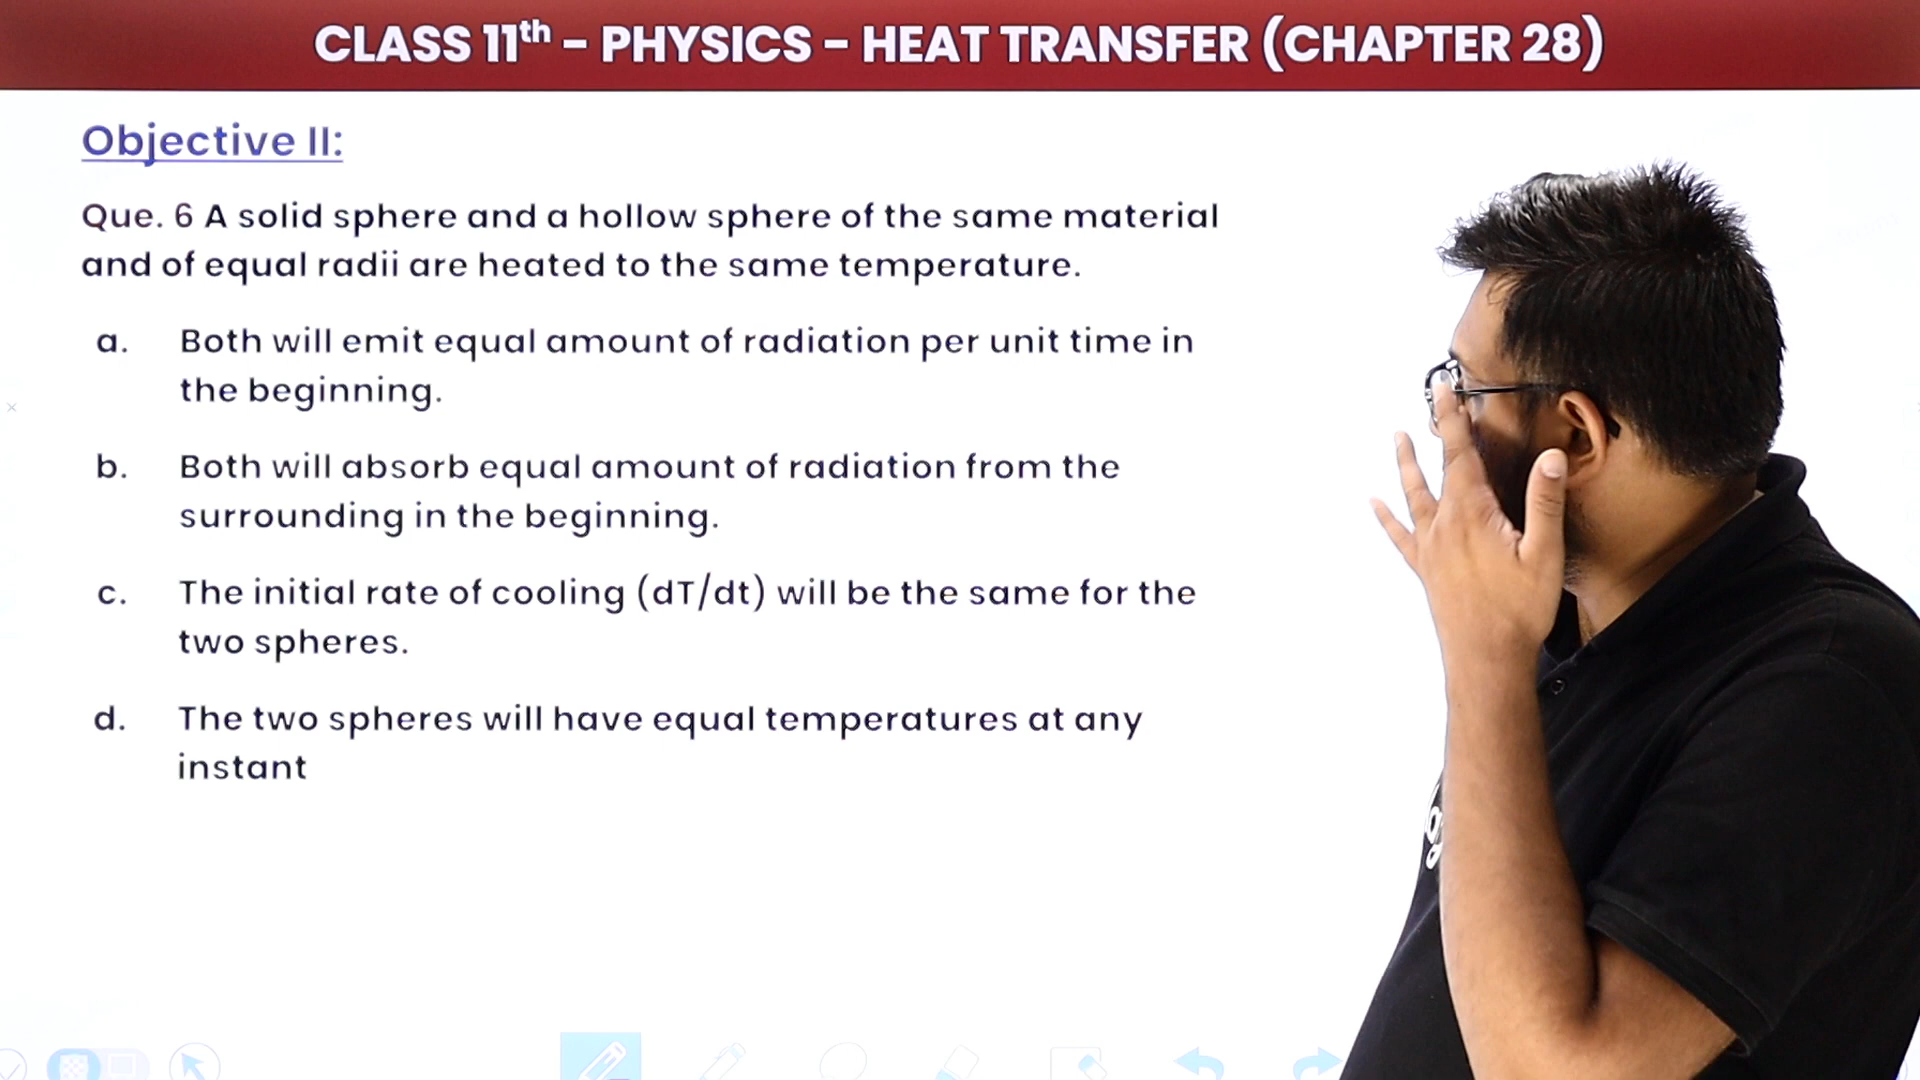 CLASS 11th - PHYSICS - HEAT TRANSFER (CHAPTER 28)
Objective II:
Que. 6 A solid sphere and a hollow sphere of the same material
and of equal radii are heated to the same temperature.
a. Both will emit equal amount of radiation per unit time in
the beginning.
b. Both will absorb equal amount of radiation from the
surrounding in the beginning.
c. The initial rate of cooling (dT/dt) will be the same for the
two spheres.
d. The two spheres will have equal temperatures at any
instant